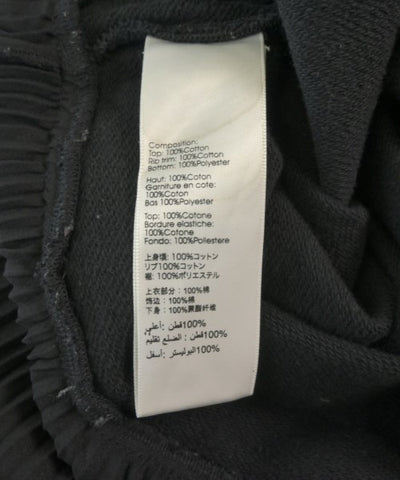 Composition:
Top: 100%Cotton
Rib trim: 100%Cotton
Bottom: 100%Polyester
Haut: 100%Coton
Garniture en cote:
100%Coton
Bas 100%Polyester
Top: 100%Cotone
Bordure elastiche:
100%Cotone
Fondo: 100%Poliestere
上身頃: 100%コットン
リブ100%コットン
裾: 100%ポリエステル
上衣部分: 100%棉
饰边: 100%棉
下身: 100%聚酯纤维
100%قطن :أعلى
100%قطن : الضلع تقليم
100%البوليستر :أسفل